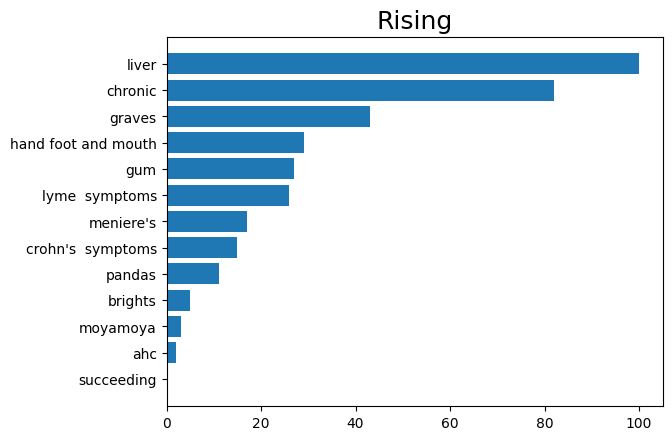 Rising
liver
chronic
graves
hand foot and mouth
gum
lyme  symptoms
meniere's
crohn's  symptoms
pandas
brights
moyamoya
ahc
succeeding
0 20 40 60 80 100